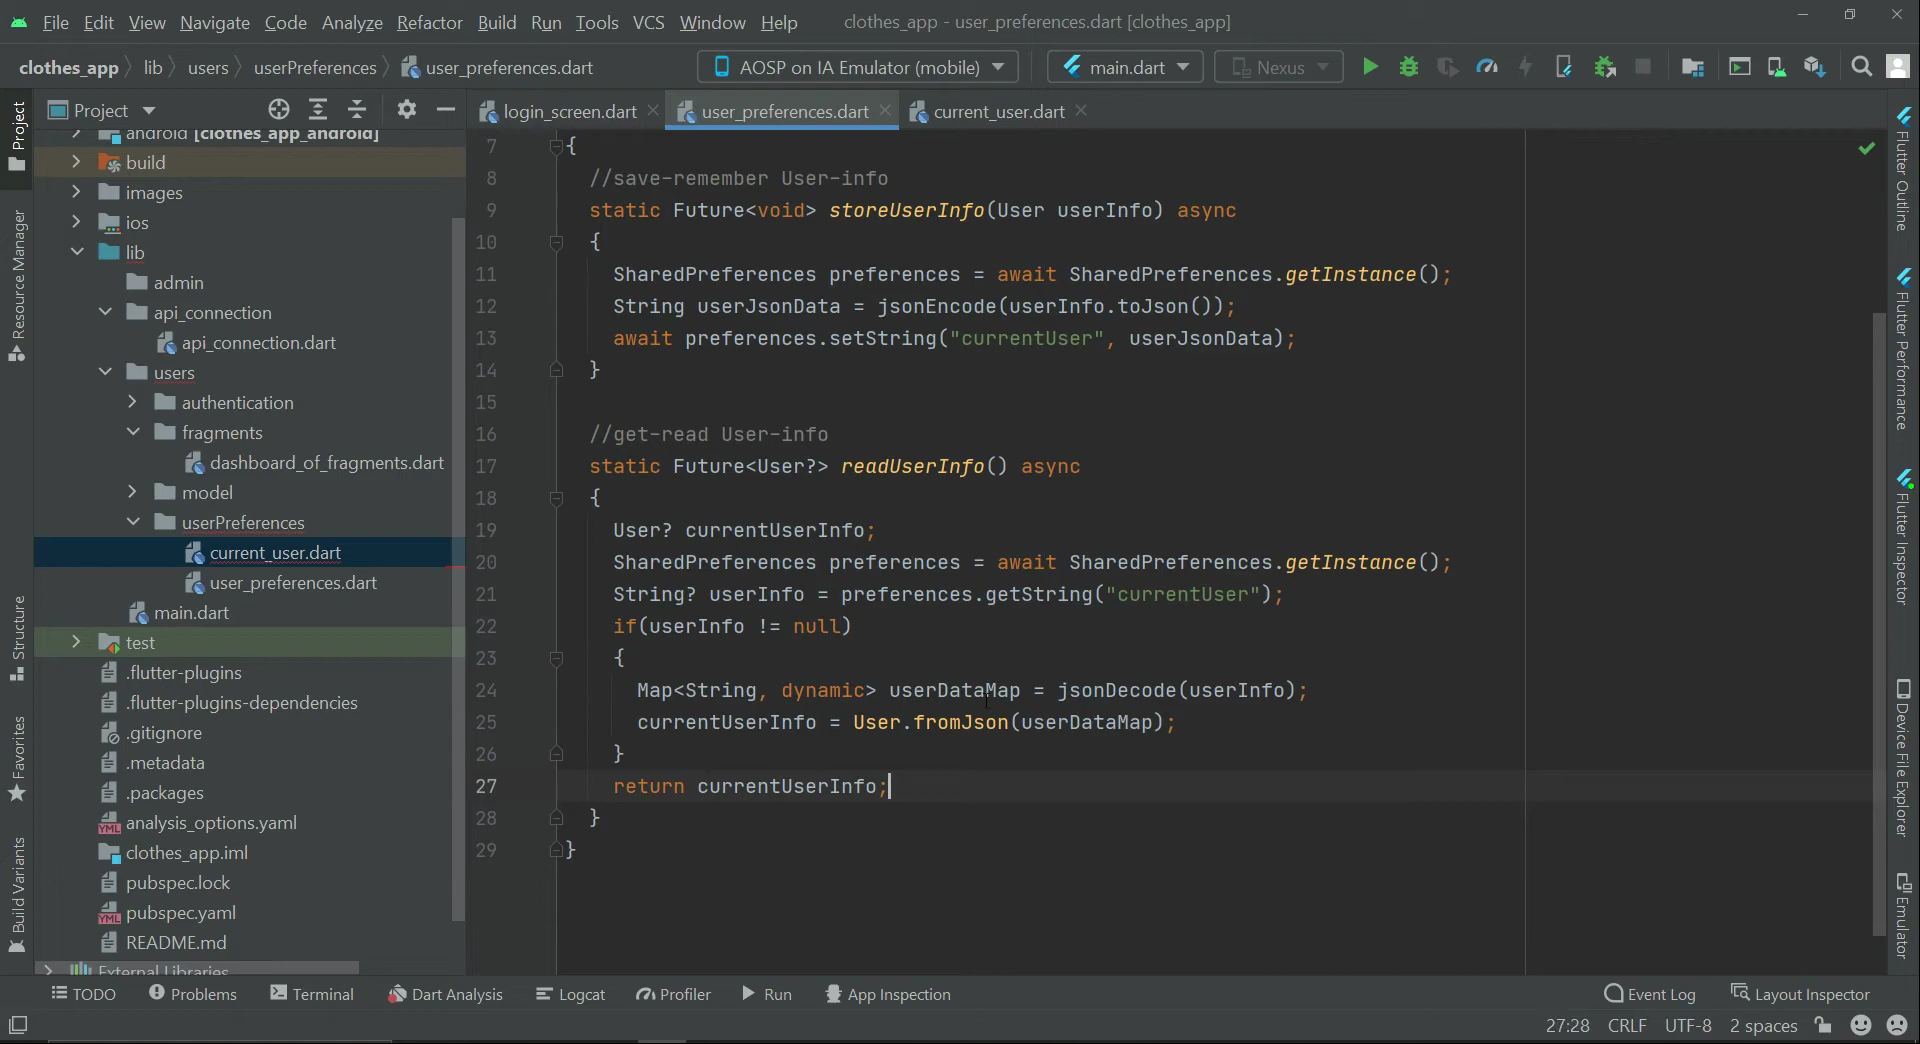 File Edit View Navigate Code Analyze Refactor Build Run Tools VCS Window Help clothes_app - user_preferences.dart [clothes_app]
clothes_app lib users userPreferences user_preferences.dart AOSP on IA Emulator (mobile) main.dart Nexus
Project login_screen.dart user_preferences.dart current_user.dart
android [clothes_app_android]
build
images
ios
lib
admin
api_connection
api_connection.dart
users
authentication
fragments
dashboard_of_fragments.dart
model
userPreferences
current_user.dart
user_preferences.dart
main.dart
test
.flutter-plugins
.flutter-plugins-dependencies
.gitignore
.metadata
.packages
analysis_options.yaml
clothes_app.iml
pubspec.lock
pubspec.yaml
README.md
External Libraries
7 {
8 //save-remember User-info
9 static Future<void> storeUserInfo(User userInfo) async
10 {
11 SharedPreferences preferences = await SharedPreferences.getInstance();
12 String userJsonData = jsonEncode(userInfo.toJson());
13 await preferences.setString("currentUser", userJsonData);
14 }
15
16 //get-read User-info
17 static Future<User?> readUserInfo() async
18 {
19 User? currentUserInfo;
20 SharedPreferences preferences = await SharedPreferences.getInstance();
21 String? userInfo = preferences.getString("currentUser");
22 if(userInfo != null)
23 {
24 Map<String, dynamic> userDataMap = jsonDecode(userInfo);
25 currentUserInfo = User.fromJson(userDataMap);
26 }
27 return currentUserInfo;
28 }
29 }
Project
Resource Manager
Structure
Favorites
Build Variants
Flutter Outline
Flutter Performance
Flutter Inspector
Device File Explorer
Emulator
TODO Problems Terminal Dart Analysis Logcat Profiler Run App Inspection Event Log Layout Inspector
27:28 CRLF UTF-8 2 spaces